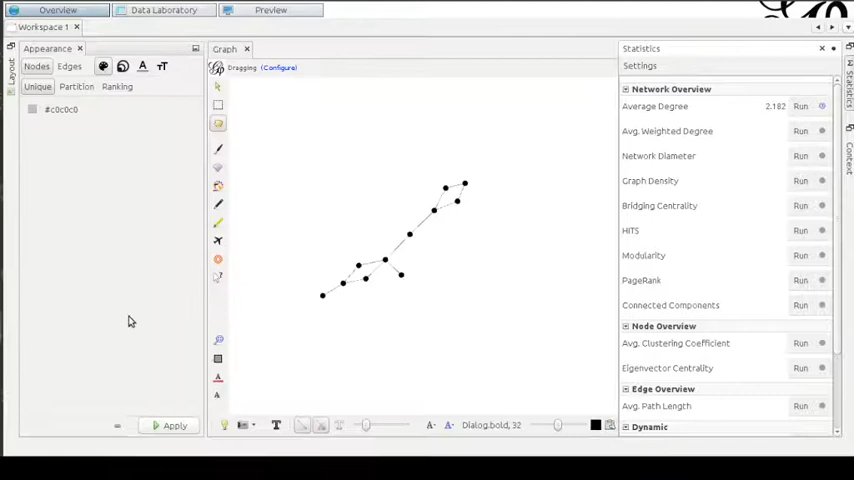 Overview Data Laboratory Preview
Workspace 1
Appearance
Graph
Statistics
Layout
Nodes Edges
Dragging (Configure)
Settings
Unique Partition Ranking
#c0c0c0
Network Overview
Average Degree 2.182 Run
Avg. Weighted Degree Run
Network Diameter Run
Graph Density Run
Bridging Centrality Run
HITS Run
Modularity Run
PageRank Run
Connected Components Run
Node Overview
Avg. Clustering Coefficient Run
Eigenvector Centrality Run
Edge Overview
Avg. Path Length Run
Dynamic
Apply
Dialog.bold, 32
Statistics
Context